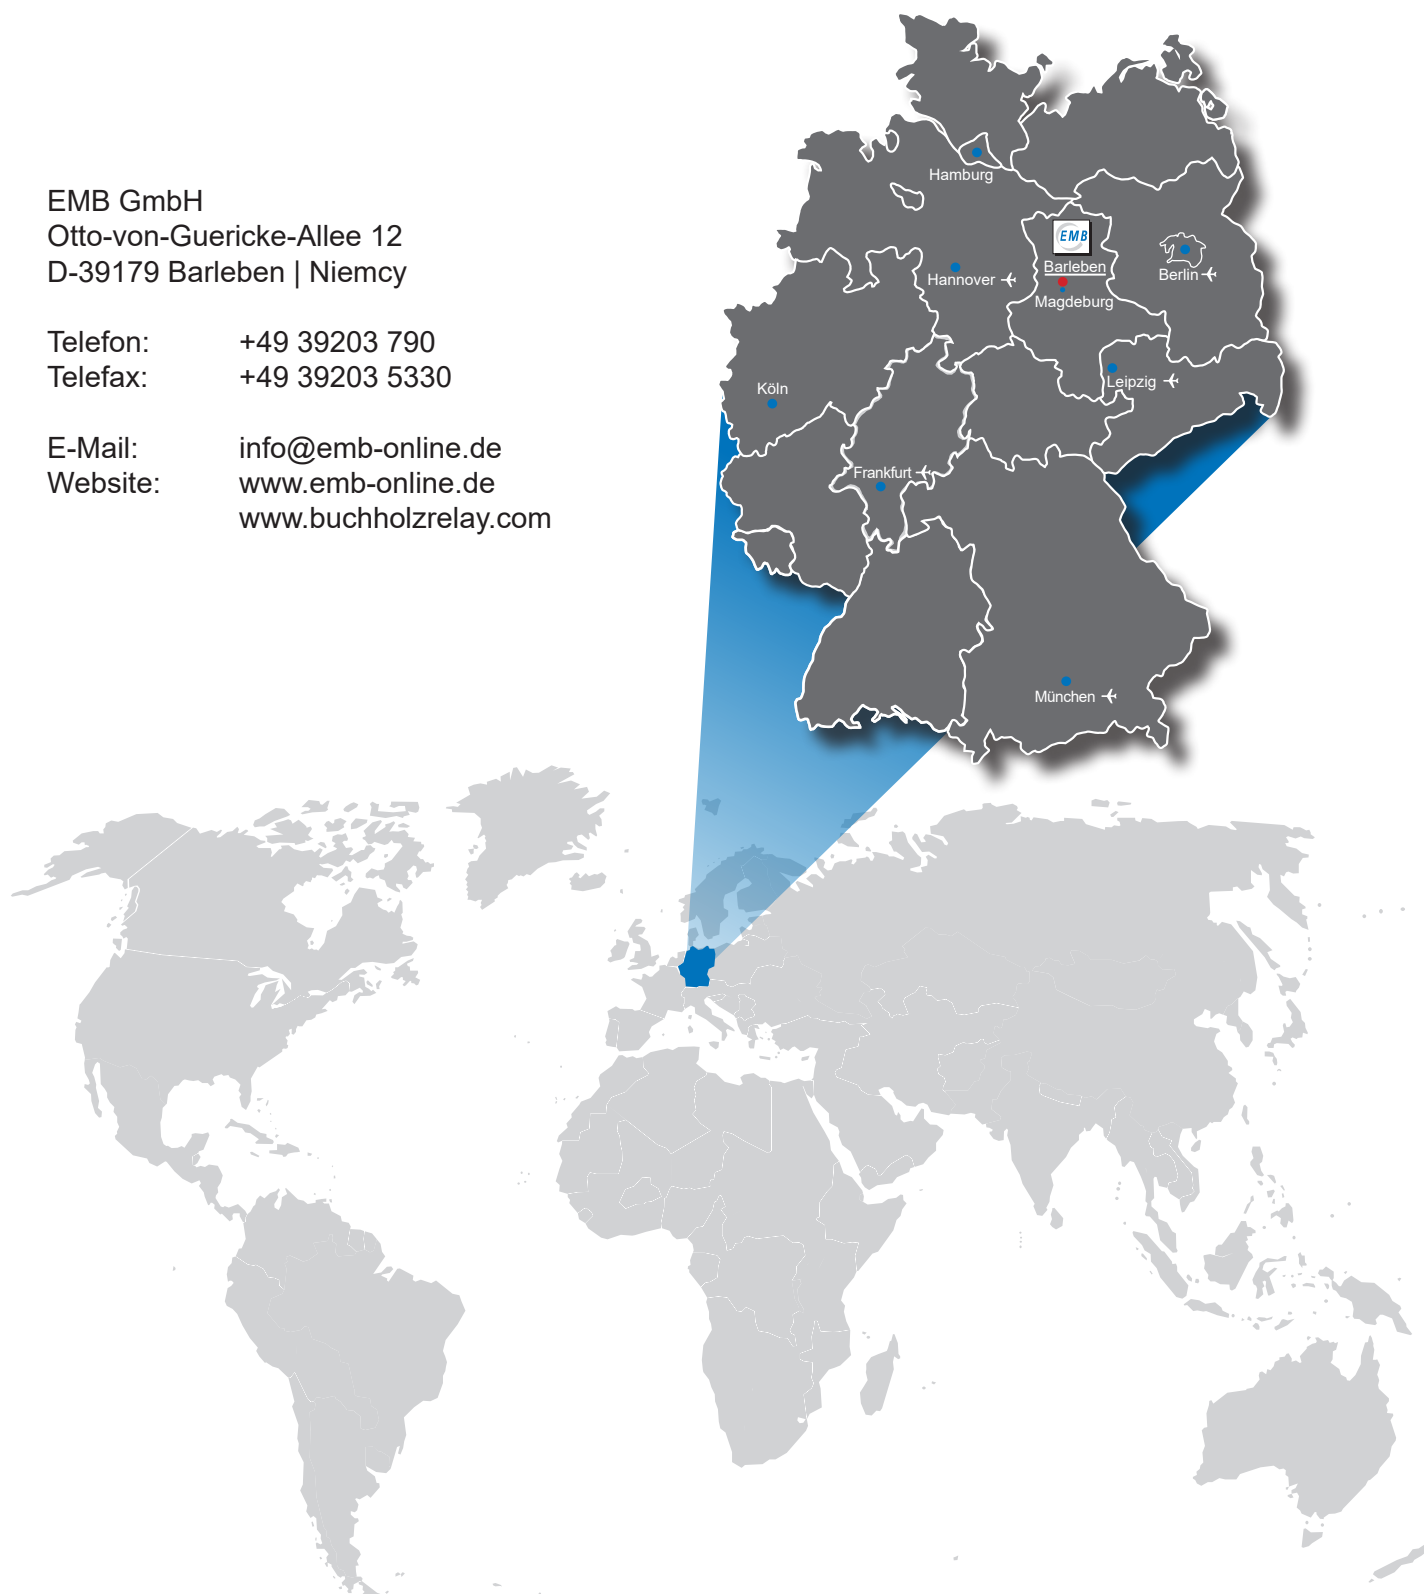 EMB GmbH
Otto-von-Guericke-Allee 12
D-39179 Barleben | Niemcy
Telefon: +49 39203 790
Telefax: +49 39203 5330
E-Mail: info@emb-online.de
Website: www.emb-online.de
www.buchholzrelay.com
Hamburg
EMB
Barleben
Hannover
Berlin
Magdeburg
Leipzig
Köln
Frankfurt
München